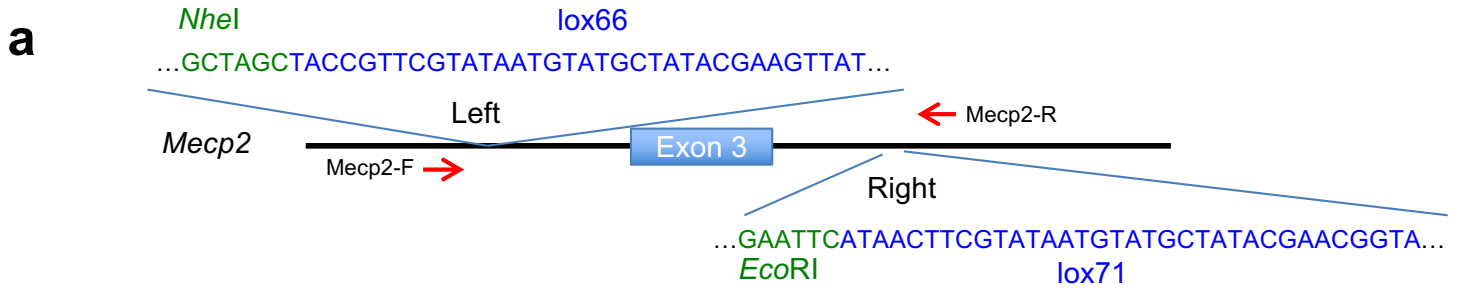 a
NheI lox66
...GCTAGCTACCGTTCGTATAATGTATGCTATACGAAGTTAT...
Left
Mecp2-R
Mecp2
Exon 3
Mecp2-F
Right
...GAATTCATAACTTCGTATAATGTATGCTATACGAACGGTA...
EcoRI lox71